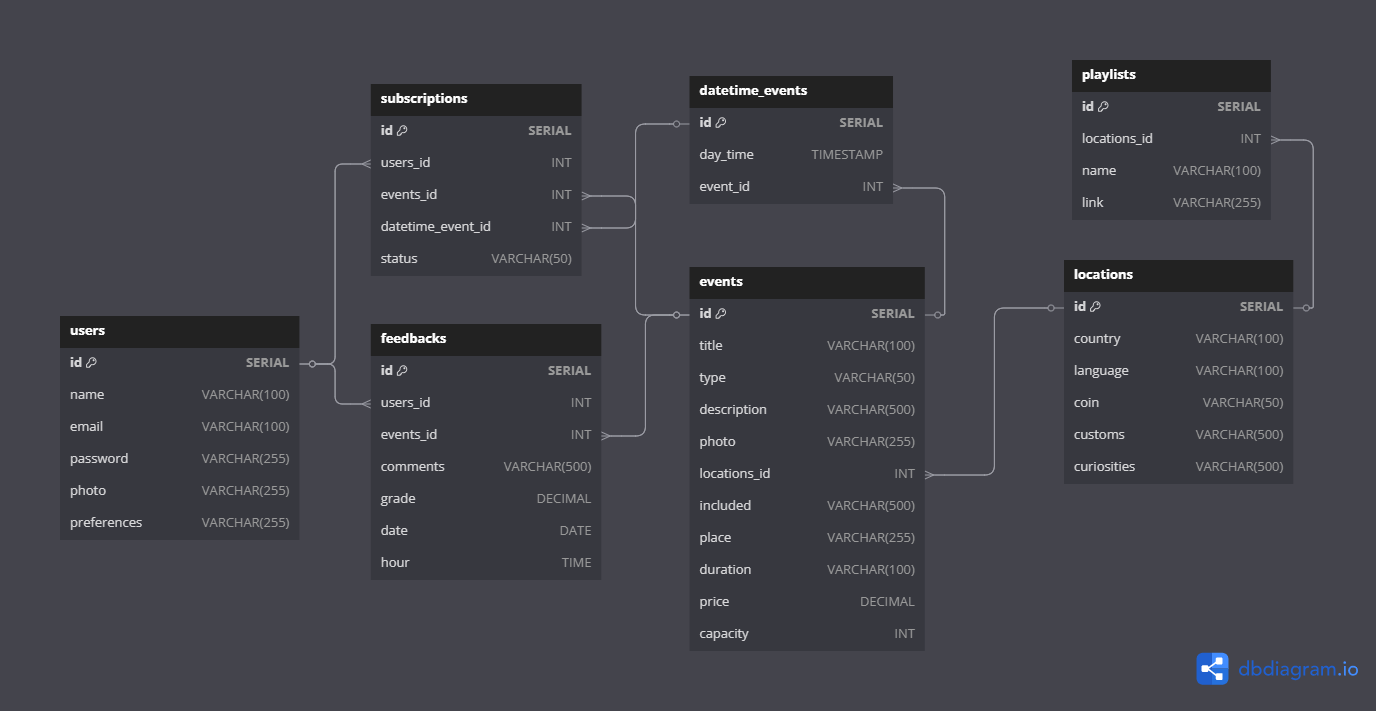 subscriptions
id SERIAL
users_id INT
events_id INT
datetime_event_id INT
status VARCHAR(50)
datetime_events
id SERIAL
day_time TIMESTAMP
event_id INT
playlists
id SERIAL
locations_id INT
name VARCHAR(100)
link VARCHAR(255)
users
id SERIAL
name VARCHAR(100)
email VARCHAR(100)
password VARCHAR(255)
photo VARCHAR(255)
preferences VARCHAR(255)
feedbacks
id SERIAL
users_id INT
events_id INT
comments VARCHAR(500)
grade DECIMAL
date DATE
hour TIME
events
id SERIAL
title VARCHAR(100)
type VARCHAR(50)
description VARCHAR(500)
photo VARCHAR(255)
locations_id INT
included VARCHAR(500)
place VARCHAR(255)
duration VARCHAR(100)
price DECIMAL
capacity INT
locations
id SERIAL
country VARCHAR(100)
language VARCHAR(100)
coin VARCHAR(50)
customs VARCHAR(500)
curiosities VARCHAR(500)
dbdiagram.io